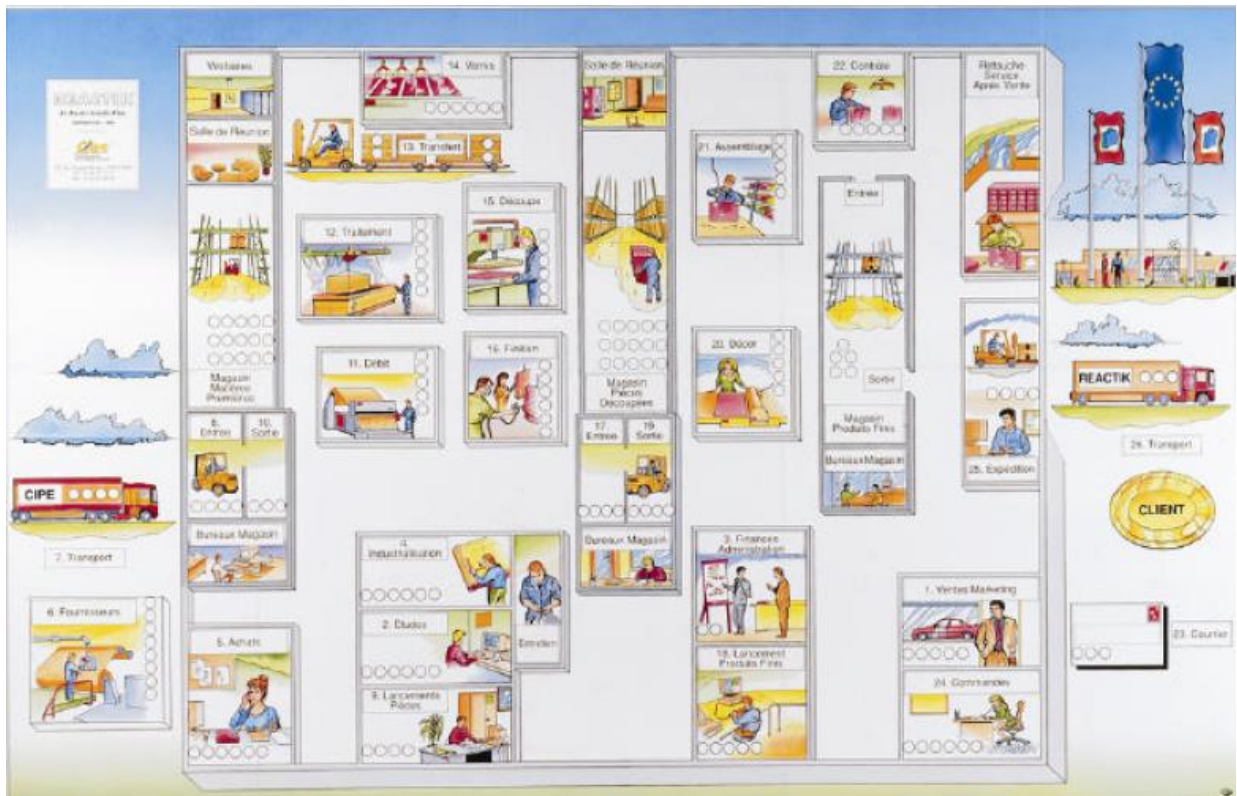 REACTIK
Vestiaires
Salle de Réunion
Magasin
Matières
Premières
8.
Entrée
10.
Sortie
Bureaux Magasin
CIPE
7. Transport
6. Fournisseurs
5. Achats
14. Vernis
13. Transfert
12. Traitement
15. Découpe
11. Débit
16. Finition
4.
Industrialisation
2. Etudes
9. Lancements
Pièces
Entretien
Salle de Réunion
Magasin
Pièces
Découpées
17.
Entrée
19.
Sortie
Bureaux Magasin
3. Finances
Administration
18. Lancement
Produits Finis
21. Assemblage
20. Décor
22. Contrôle
Entrée
Sortie
Magasin
Produits Finis
Bureaux Magasin
Retouche
Service
Après Vente
25. Expédition
1. Ventes Marketing
24. Commandes
REACTIK
26. Transport
CLIENT
23. Courrier